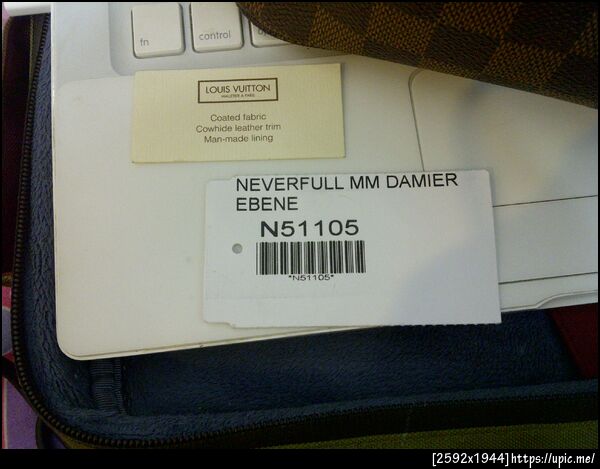 fn
control
LOUIS VUITTON
MALLETIER A PARIS
Coated fabric
Cowhide leather trim
Man-made lining
NEVERFULL MM DAMIER
EBENE
N51105
*N51105*
[2592x1944]https://upic.me/